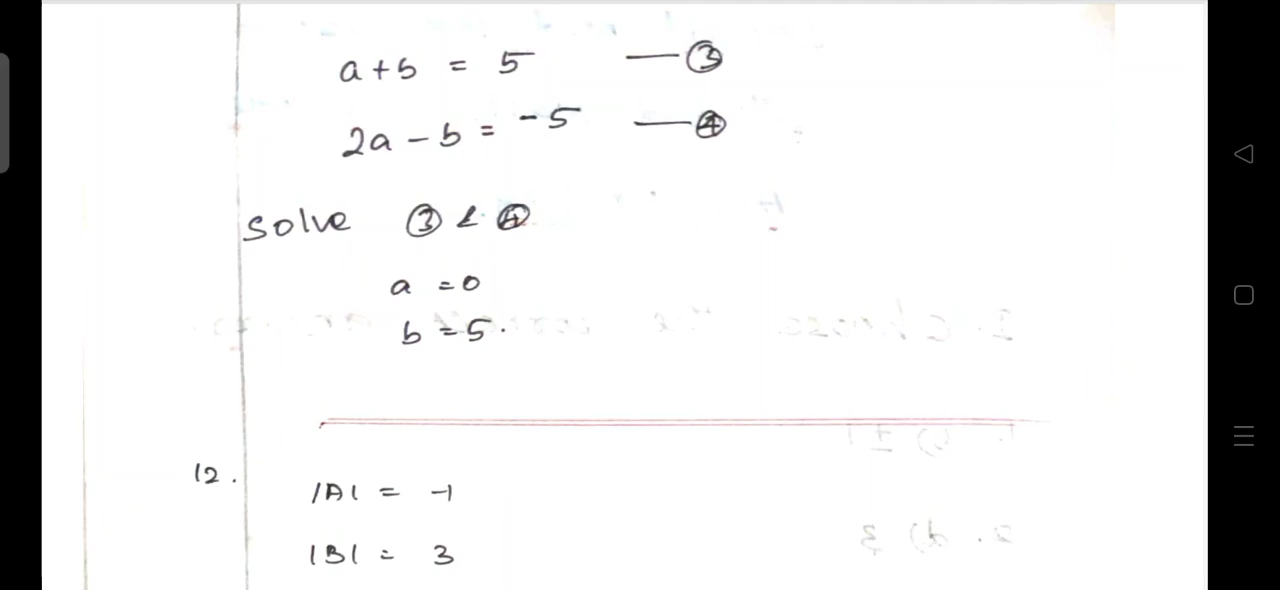 a + b = 5 —③
2a - b = -5 —④
Solve ③ & ④
a = 0
b = 5.
12.
|A| = -1
|B| = 3